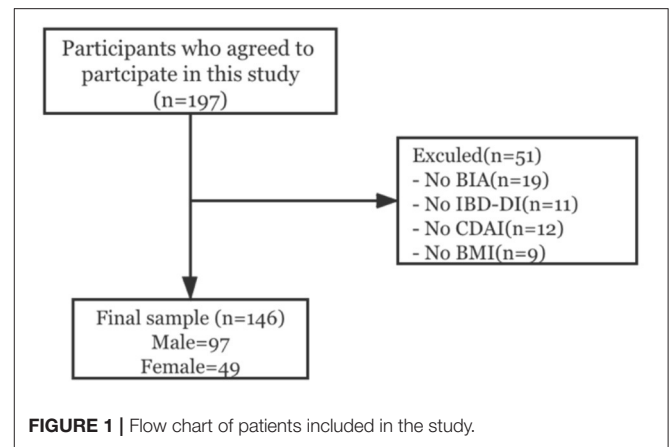 Participants who agreed to
partcipate in this study
(n=197)
Exculed(n=51)
- No BIA(n=19)
- No IBD-DI(n=11)
- No CDAI(n=12)
- No BMI(n=9)
Final sample (n=146)
Male=97
Female=49
FIGURE 1 | Flow chart of patients included in the study.